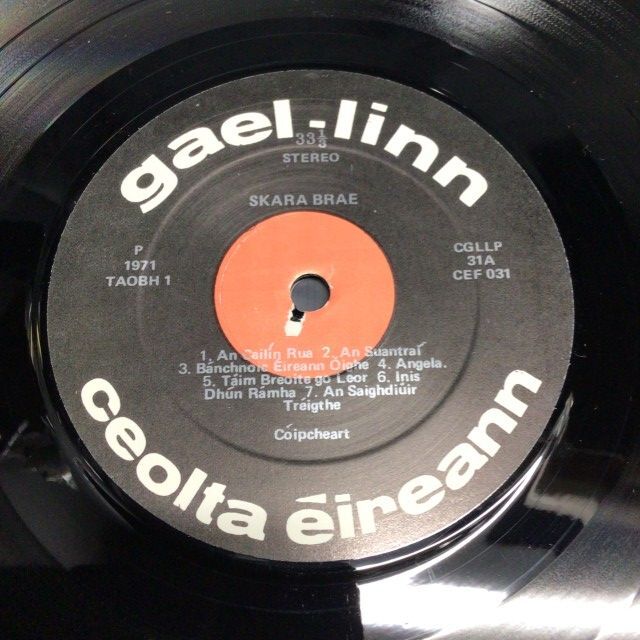 gael-linn
33⅓
STEREO
SKARA BRAE
P
1971
TAOBH 1
CGLLP
31A
CEF 031
1. An Cailín Rua 2. An Suantraí
3. Bánchnoic Éireann Óighe 4. Angela.
5. Táim Breoite go Leor 6. Inis
Dhún Rámha 7. An Saighdiúir
Tréigthe
Cóipcheart
ceolta éireann